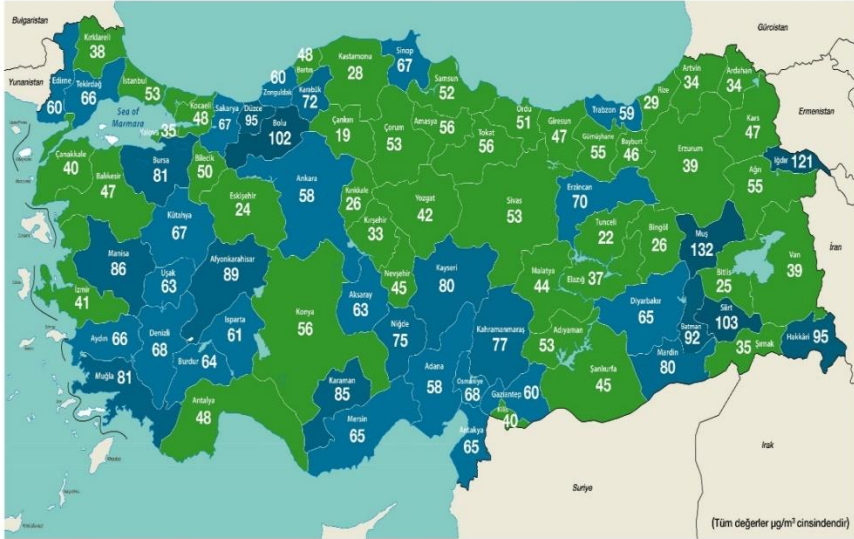 Bulgaristan
Gürcistan
Yunanistan
Ermenistan
İran
Irak
Suriye
Sea of
Marmara
Kırklareli
38
Edirne
60
Tekirdağ
66
İstanbul
53
Kocaeli
48
Yalova 35
Sakarya
67
Düzce
95
Bolu
102
Zonguldak
60
Bartın
48
Karabük
72
Kastamonu
28
Sinop
67
Samsun
52
Çankırı
19
Çorum
53
Amasya 56
Tokat
56
Ordu
51
Giresun
47
Gümüşhane
55
Trabzon 59
Bayburt
46
Rize
29
Artvin
34
Ardahan
34
Kars
47
Iğdır 121
Ağrı
55
Erzurum
39
Erzincan
70
Çanakkale
40
Balıkesir
47
Bursa
81
Bilecik
50
Eskişehir
24
Ankara
58
Kırıkkale
26
Kırşehir
33
Yozgat
42
Sivas
53
Tunceli
22
Bingöl
26
Muş
132
Bitlis
25
Van
39
Kütahya
67
Manisa
86
Uşak
63
Afyonkarahisar
89
İzmir
41
Aydın 66
Denizli
68
Isparta
61
Burdur 64
Muğla 81
Antalya
48
Konya
56
Aksaray
63
Nevşehir
45
Kayseri
80
Niğde
75
Karaman
85
Mersin
65
Adana
58
Osmaniye
68
Antakya
65
Kahramanmaraş
77
Gaziantep 60
Kilis
40
Malatya
44
Elazığ 37
Adıyaman
53
Şanlıurfa
45
Diyarbakır
65
Batman
92
Mardin
80
Siirt
103
Şırnak
35
Hakkâri 95
(Tüm değerler µg/m³ cinsindendir)